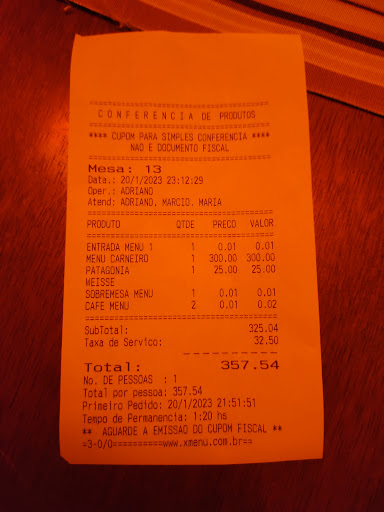 ========================================
CONFERENCIA DE PRODUTOS
========================================
**** CUPOM PARA SIMPLES CONFERENCIA ****
NAO E DOCUMENTO FISCAL
========================================
Mesa: 13
Data.: 20/1/2023 23:12:29
Oper.: ADRIANO
Atend: ADRIANO, MARCIO, MARIA
========================================
PRODUTO QTDE PRECO VALOR
========================================
ENTRADA MENU 1 1 0.01 0.01
MENU CARNEIRO 1 300.00 300.00
PATAGONIA 1 25.00 25.00
WEISSE
SOBREMESA MENU 1 0.01 0.01
CAFE MENU 2 0.01 0.02
========================================
SubTotal: 325.04
Taxa de Servico: 32.50
- - - - - - - - - -
Total: 357.54
No. DE PESSOAS : 1
Total por pessoa: 357.54
Primeiro Pedido: 20/1/2023 21:51:51
Tempo de Permanencia: 1:20 hs
** AGUARDE A EMISSAO DO CUPOM FISCAL **
=3-0/0==========www.xmenu.com.br==